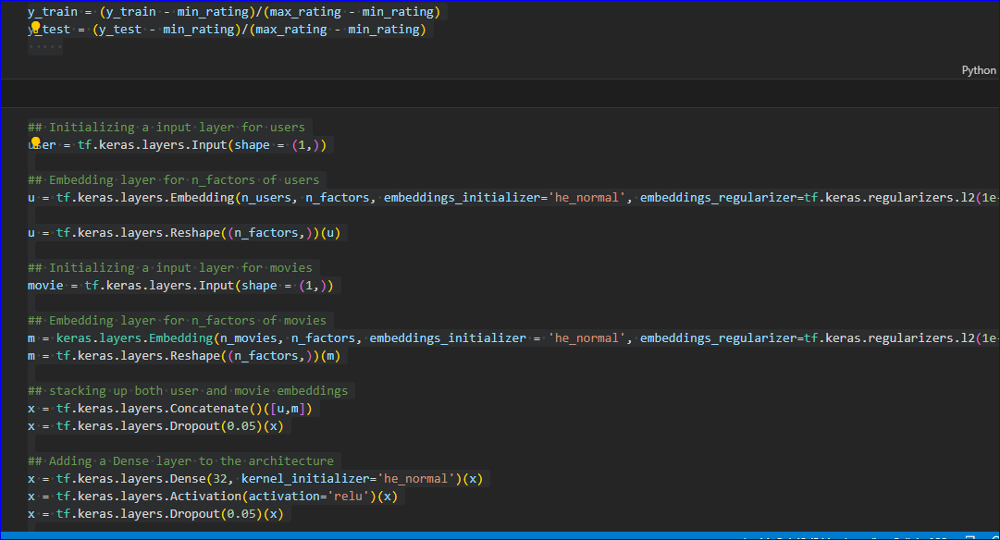 y_train = (y_train - min_rating)/(max_rating - min_rating)
y_test = (y_test - min_rating)/(max_rating - min_rating)
Python
## Initializing a input layer for users
user = tf.keras.layers.Input(shape = (1,))
## Embedding layer for n_factors of users
u = tf.keras.layers.Embedding(n_users, n_factors, embeddings_initializer='he_normal', embeddings_regularizer=tf.keras.regularizers.l2(1e-
u = tf.keras.layers.Reshape((n_factors,))(u)
## Initializing a input layer for movies
movie = tf.keras.layers.Input(shape = (1,))
## Embedding layer for n_factors of movies
m = keras.layers.Embedding(n_movies, n_factors, embeddings_initializer = 'he_normal', embeddings_regularizer=tf.keras.regularizers.l2(1e-
m = tf.keras.layers.Reshape((n_factors,))(m)
## stacking up both user and movie embeddings
x = tf.keras.layers.Concatenate()([u,m])
x = tf.keras.layers.Dropout(0.05)(x)
## Adding a Dense layer to the architecture
x = tf.keras.layers.Dense(32, kernel_initializer='he_normal')(x)
x = tf.keras.layers.Activation(activation='relu')(x)
x = tf.keras.layers.Dropout(0.05)(x)